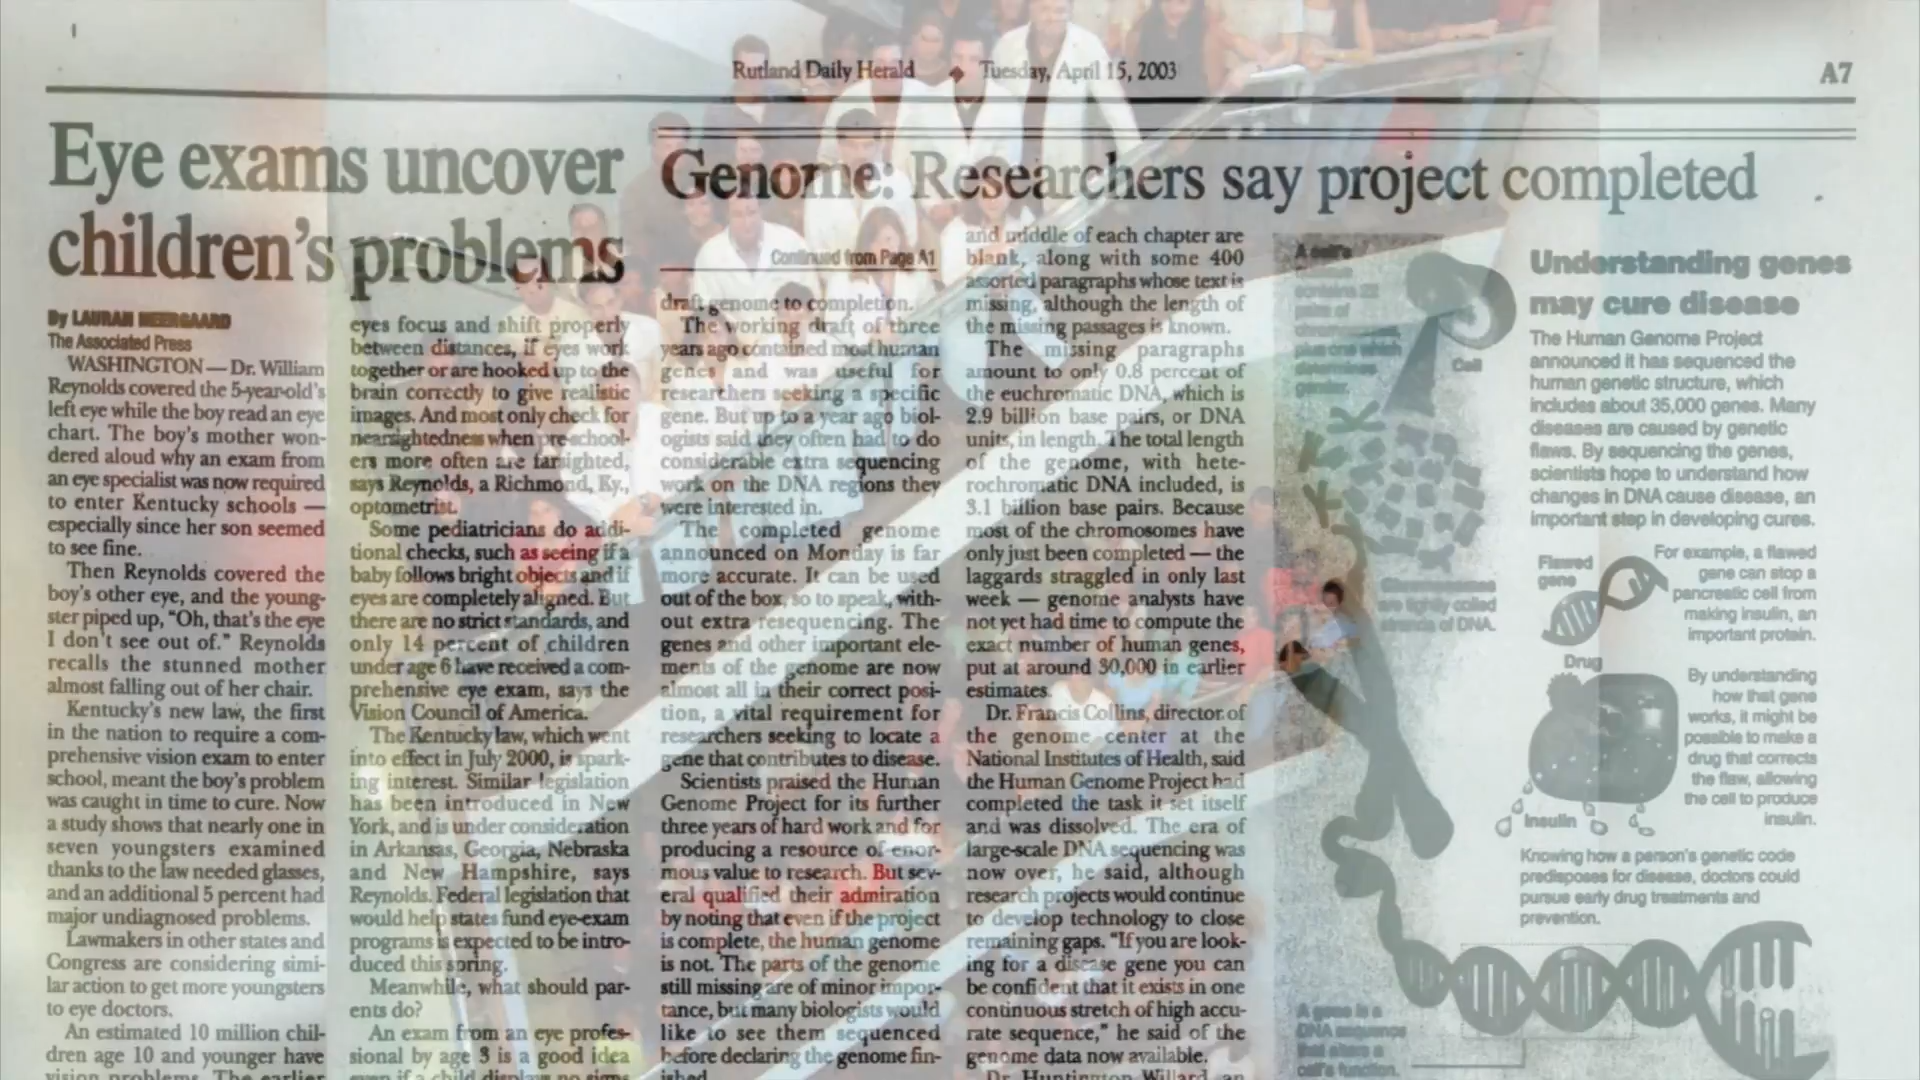 Rutland Daily Herald ◆ Tuesday, April 15, 2003
A7
Eye exams uncover
children's problems
By LAURAN NEERGAARD
The Associated Press
WASHINGTON — Dr. William
Reynolds covered the 5-year-old's
left eye while the boy read an eye
chart. The boy's mother won-
dered aloud why an exam from
an eye specialist was now required
to enter Kentucky schools —
especially since her son seemed
to see fine.
Then Reynolds covered the
boy's other eye, and the young-
ster piped up, "Oh, that's the eye
I don't see out of." Reynolds
recalls the stunned mother
almost falling out of her chair.
Kentucky's new law, the first
in the nation to require a com-
prehensive vision exam to enter
school, meant the boy's problem
was caught in time to cure. Now
a study shows that nearly one in
seven youngsters examined
thanks to the law needed glasses,
and an additional 5 percent had
major undiagnosed problems.
Lawmakers in other states and
Congress are considering simi-
lar action to get more youngsters
to eye doctors.
An estimated 10 million chil-
dren age 10 and younger have
vision problems. The earlier
eyes focus and shift properly
between distances, if eyes work
together or are hooked up to the
brain correctly to give realistic
images. And most only check for
nearsightedness when pre-school-
ers more often are farsighted,
says Reynolds, a Richmond, Ky.,
optometrist.
Some pediatricians do addi-
tional checks, such as seeing if a
baby follows bright objects and if
eyes are completely aligned. But
there are no strict standards, and
only 14 percent of children
under age 6 have received a com-
prehensive eye exam, says the
Vision Council of America.
The Kentucky law, which went
into effect in July 2000, is spark-
ing interest. Similar legislation
has been introduced in New
York, and is under consideration
in Arkansas, Georgia, Nebraska
and New Hampshire, says
Reynolds. Federal legislation that
would help states fund eye-exam
programs is expected to be intro-
duced this spring.
Meanwhile, what should par-
ents do?
An exam from an eye profes-
sional by age 3 is a good idea
even if a child displays no signs
Genome: Researchers say project completed
Continued from Page A1
draft genome to completion.
The working draft of three
years ago contained most human
genes and was useful for
researchers seeking a specific
gene. But up to a year ago biol-
ogists said they often had to do
considerable extra sequencing
work on the DNA regions they
were interested in.
The completed genome
announced on Monday is far
more accurate. It can be used
out of the box, so to speak, with-
out extra resequencing. The
genes and other important ele-
ments of the genome are now
almost all in their correct posi-
tion, a vital requirement for
researchers seeking to locate a
gene that contributes to disease.
Scientists praised the Human
Genome Project for its further
three years of hard work and for
producing a resource of enor-
mous value to research. But sev-
eral qualified their admiration
by noting that even if the project
is complete, the human genome
is not. The parts of the genome
still missing are of minor impor-
tance, but many biologists would
like to see them sequenced
before declaring the genome fin-
ished.
and middle of each chapter are
blank, along with some 400
assorted paragraphs whose text is
missing, although the length of
the missing passages is known.
The missing paragraphs
amount to only 0.8 percent of
the euchromatic DNA, which is
2.9 billion base pairs, or DNA
units, in length. The total length
of the genome, with hete-
rochromatic DNA included, is
3.1 billion base pairs. Because
most of the chromosomes have
only just been completed — the
laggards straggled in only last
week — genome analysts have
not yet had time to compute the
exact number of human genes,
put at around 30,000 in earlier
estimates.
Dr. Francis Collins, director of
the genome center at the
National Institutes of Health, said
the Human Genome Project had
completed the task it set itself
and was dissolved. The era of
large-scale DNA sequencing was
now over, he said, although
research projects would continue
to develop technology to close
remaining gaps. "If you are look-
ing for a disease gene you can
be confident that it exists in one
continuous stretch of high accu-
rate sequence," he said of the
genome data now available.
Dr. Huntington Willard, an
Cell
are tightly coiled
strands of DNA.
A gene is a
DNA sequence
that alters a
cell's function.
Understanding genes
may cure disease
The Human Genome Project
announced it has sequenced the
human genetic structure, which
includes about 35,000 genes. Many
diseases are caused by genetic
flaws. By sequencing the genes,
scientists hope to understand how
changes in DNA cause disease, an
important step in developing cures.
Flawed
gene
For example, a flawed
gene can stop a
pancreatic cell from
making insulin, an
important protein.
Drug
By understanding
how that gene
works, it might be
possible to make a
drug that corrects
the flaw, allowing
the cell to produce
insulin.
Insulin
Knowing how a person's genetic code
predisposes for disease, doctors could
pursue early drug treatments and
prevention.